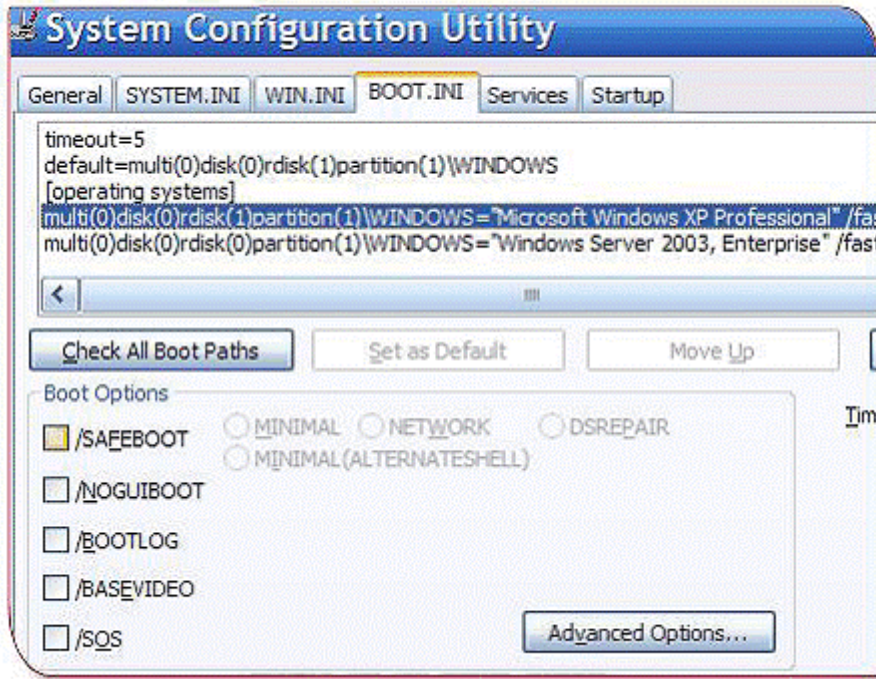 System Configuration Utility
General SYSTEM.INI WIN.INI BOOT.INI Services Startup
timeout=5
default=multi(0)disk(0)rdisk(1)partition(1)\WINDOWS
[operating systems]
multi(0)disk(0)rdisk(1)partition(1)\WINDOWS="Microsoft Windows XP Professional" /fas
multi(0)disk(0)rdisk(0)partition(1)\WINDOWS="Windows Server 2003, Enterprise" /fast
Check All Boot Paths Set as Default Move Up
Boot Options
Tim
/SAFEBOOT MINIMAL NETWORK DSREPAIR
MINIMAL(ALTERNATESHELL)
/NOGUIBOOT
/BOOTLOG
/BASEVIDEO
/SOS Advanced Options...